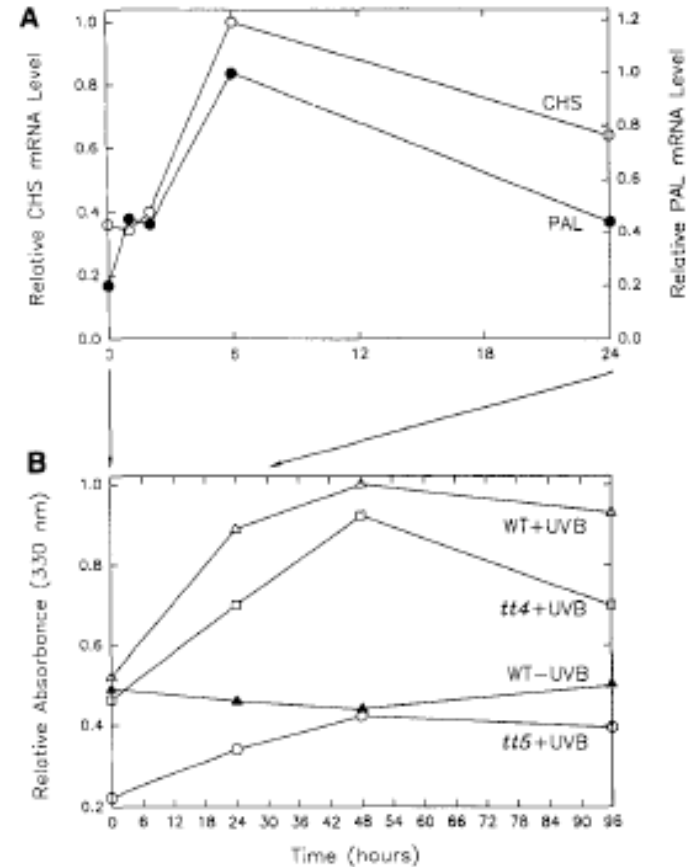 A
Relative CHS mRNA Level
1.0
0.8
0.6
0.4
0.2
0.0
1.2
1.0
0.8
0.6
0.4
0.2
0.0
Relative PAL mRNA Level
CHS
PAL
6 12 18 24
B
Relative Absorbance (330 nm)
1.0
0.8
0.6
0.4
0.2
WT+UVB
tt4+UVB
WT−UVB
tt5+UVB
0 6 12 18 24 30 36 42 48 54 60 66 72 78 84 90 96
Time (hours)